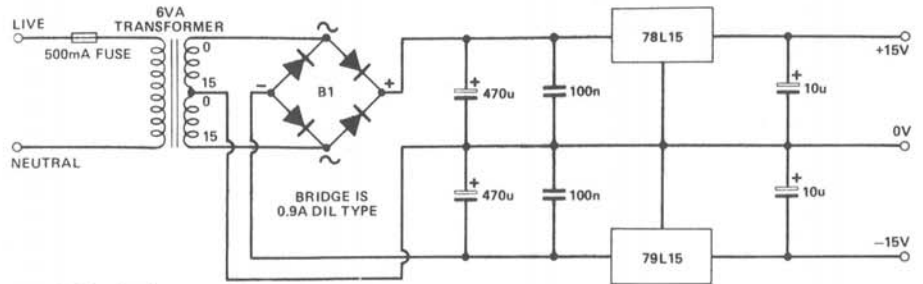 LIVE
500mA FUSE
NEUTRAL
6VA
TRANSFORMER
0
15
0
15
~
B1
−
+
~
BRIDGE IS
0.9A DIL TYPE
+
470u
100n
+
470u
100n
78L15
79L15
+
10u
+
10u
+15V
0V
−15V